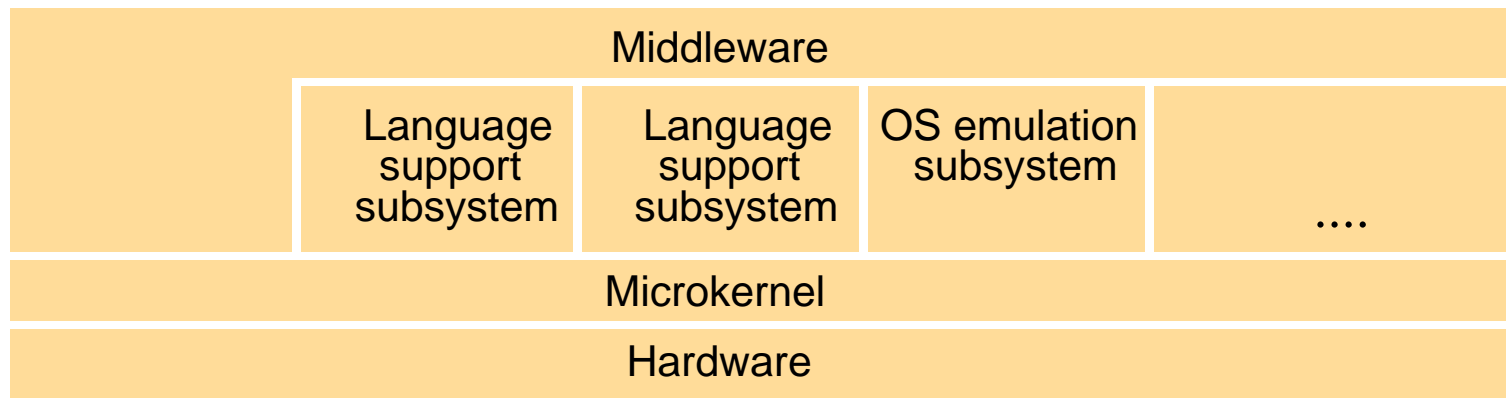 Middleware
Language
support
subsystem
Language
support
subsystem
OS emulation
subsystem
....
Microkernel
Hardware